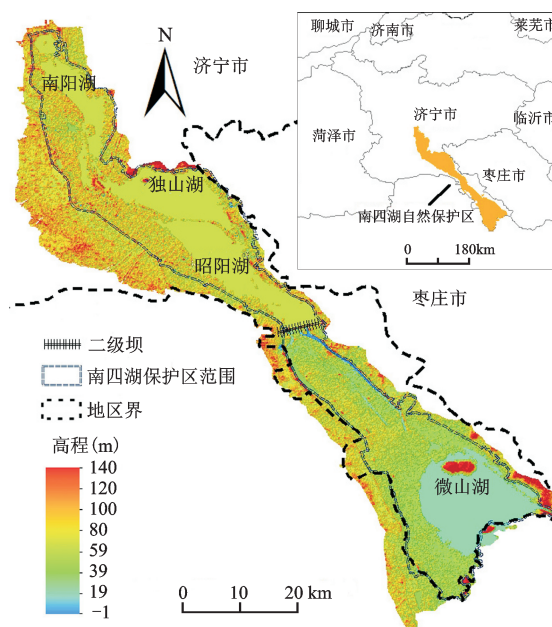 南阳湖
N
济宁市
独山湖
昭阳湖
枣庄市
微山湖
聊城市
济南市
莱芜市
菏泽市
济宁市
临沂市
枣庄市
南四湖自然保护区
0 180km
二级坝
南四湖保护区范围
地区界
高程(m)
140
120
100
80
59
39
19
-1
0 10 20 km